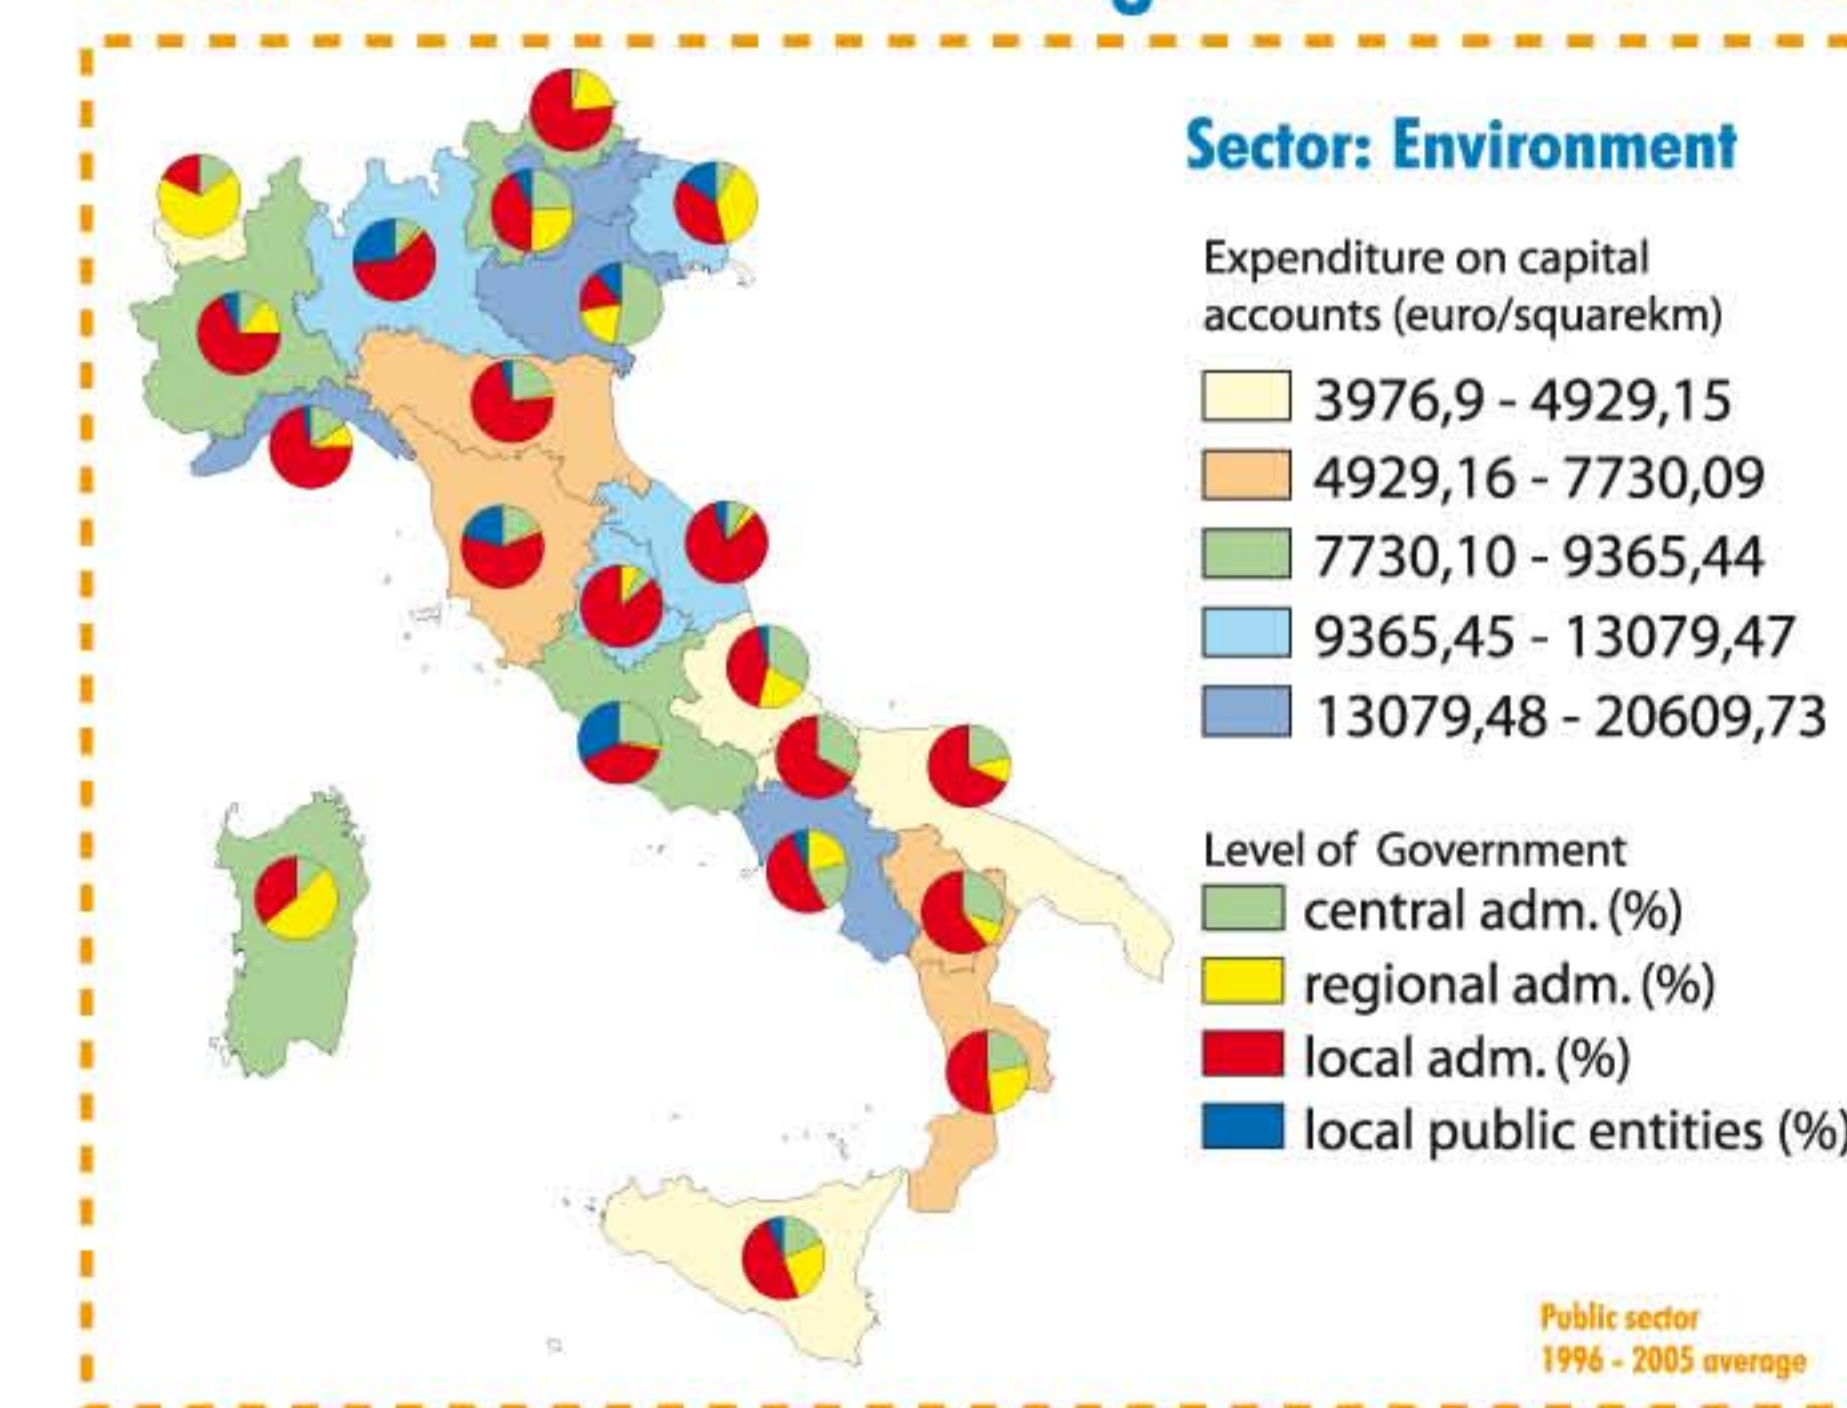 Sector: Environment
Expenditure on capital
accounts (euro/squarekm)
3976,9 - 4929,15
4929,16 - 7730,09
7730,10 - 9365,44
9365,45 - 13079,47
13079,48 - 20609,73
Level of Government
central adm. (%)
regional adm. (%)
local adm. (%)
local public entities (%)
Public sector
1996 - 2005 average